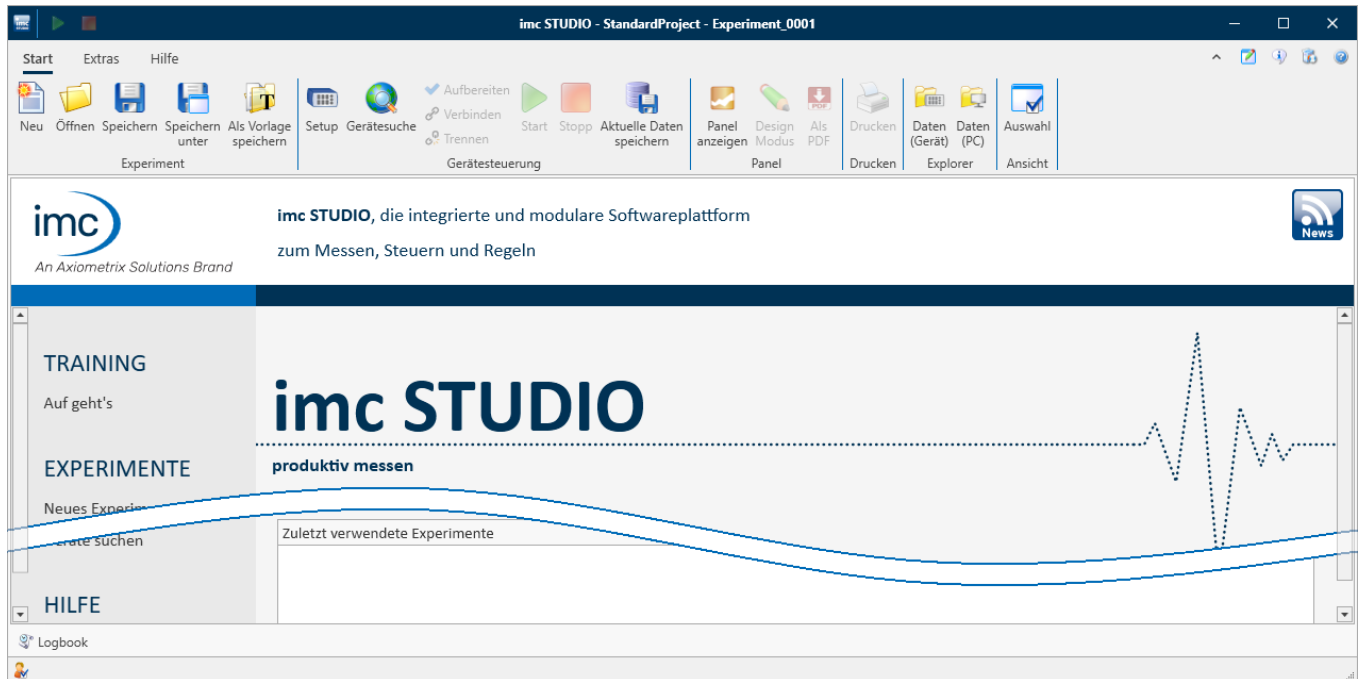 imc STUDIO - StandardProject - Experiment_0001
Start Extras Hilfe
Neu Öffnen Speichern Speichern unter Als Vorlage speichern
Experiment
Setup Gerätesuche Aufbereiten Verbinden Trennen Start Stopp Aktuelle Daten speichern
Gerätesteuerung
Panel anzeigen Design Modus Als PDF
Panel
Drucken
Drucken
Daten (Gerät) Daten (PC)
Explorer
Auswahl
Ansicht
imc
An Axiometrix Solutions Brand
imc STUDIO, die integrierte und modulare Softwareplattform
zum Messen, Steuern und Regeln
News
TRAINING
Auf geht's
EXPERIMENTE
Neues
suchen
HILFE
imc STUDIO
produktiv messen
Zuletzt verwendete Experimente
Logbook